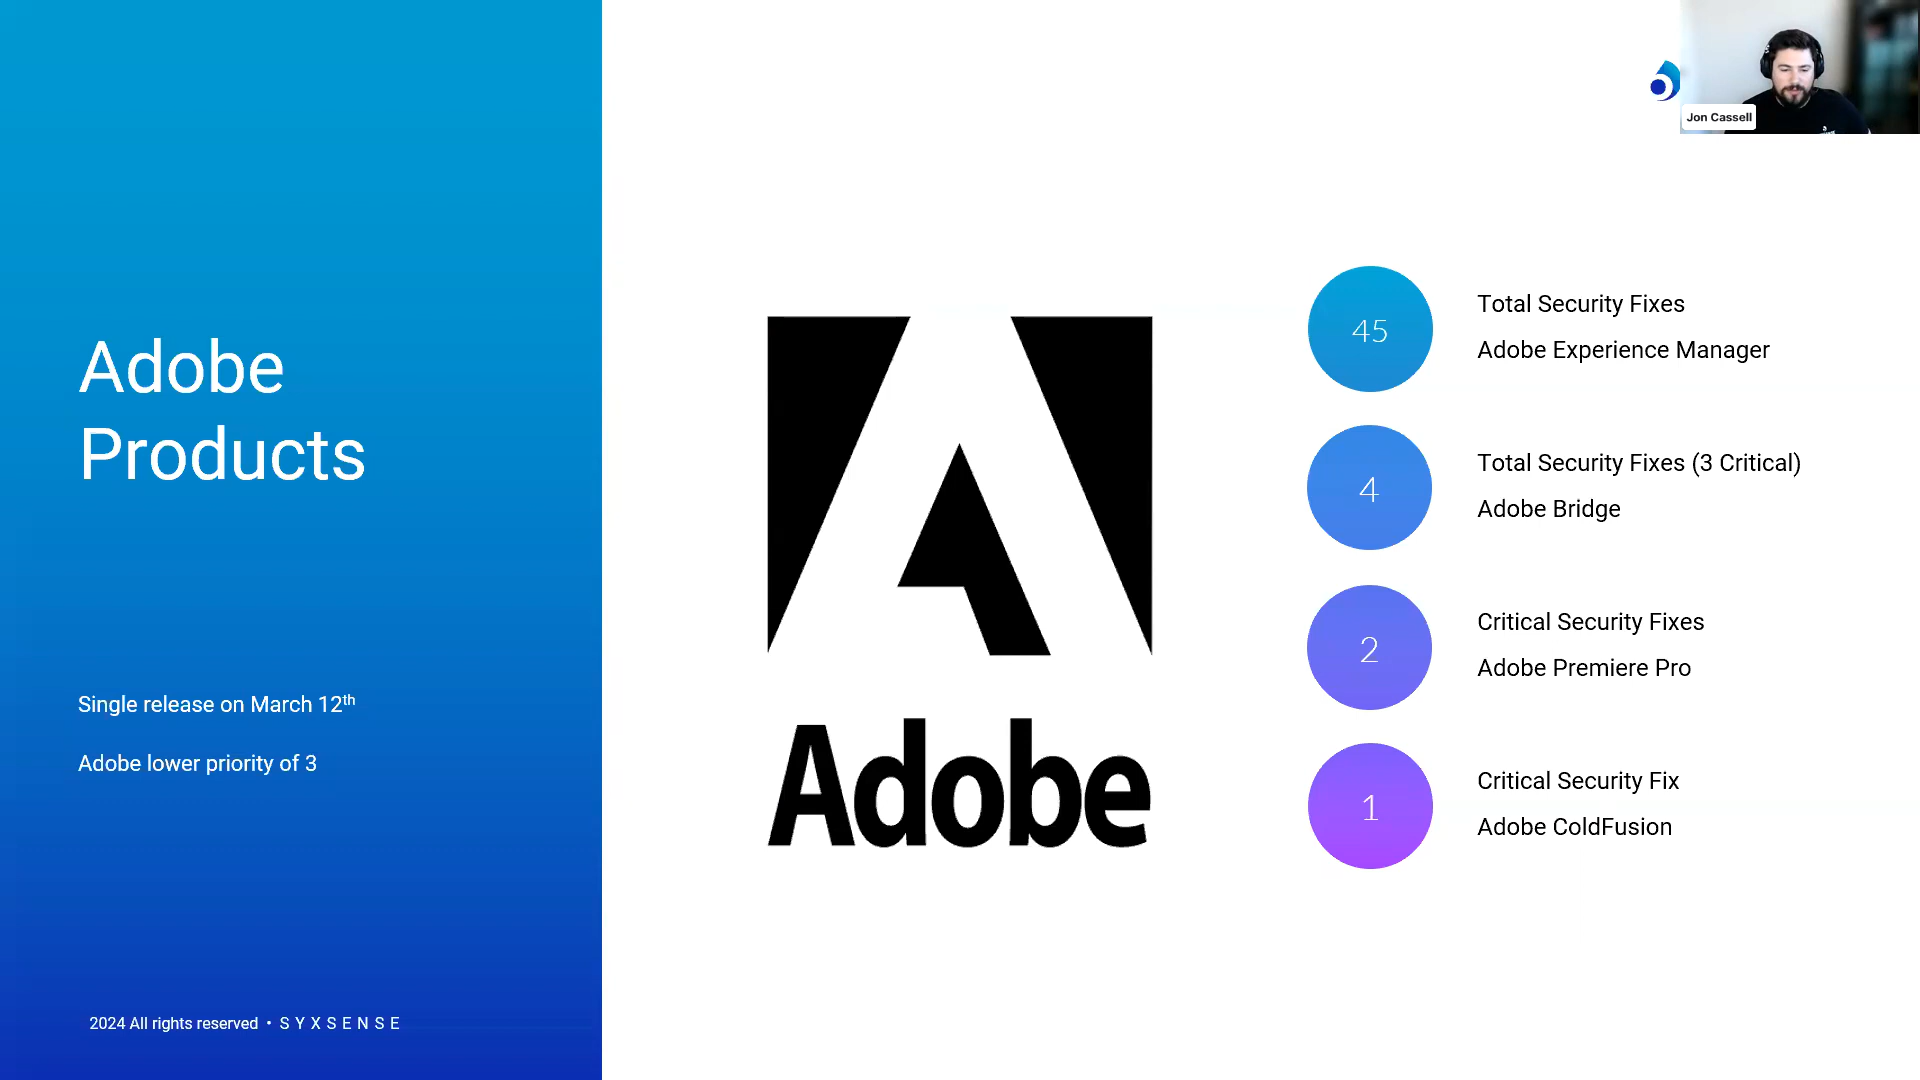 Jon Cassell
Adobe
Products
Single release on March 12th
Adobe lower priority of 3
2024 All rights reserved • SYXSENSE
Adobe
45
Total Security Fixes
Adobe Experience Manager
4
Total Security Fixes (3 Critical)
Adobe Bridge
2
Critical Security Fixes
Adobe Premiere Pro
1
Critical Security Fix
Adobe ColdFusion